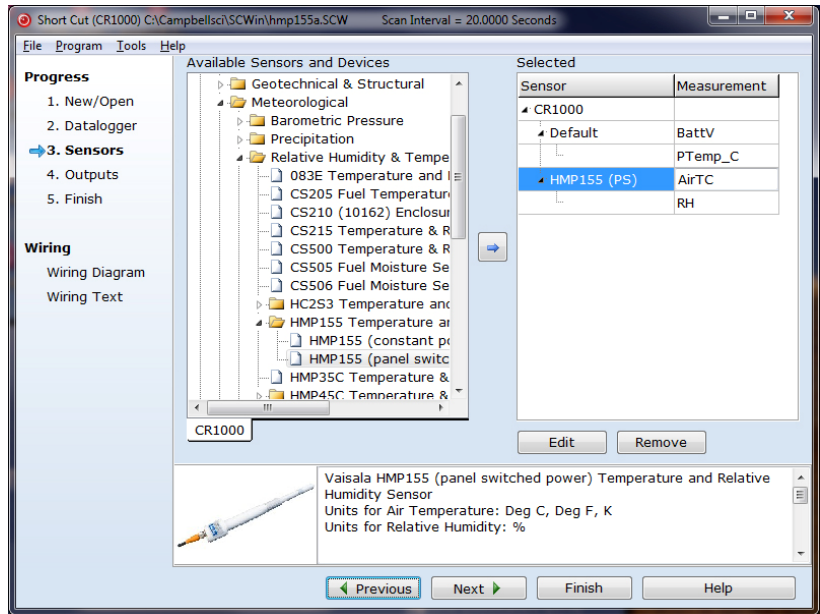 Short Cut (CR1000) C:\Campbellsci\SCWin\hmp155a.SCW Scan Interval = 20.0000 Seconds
File Program Tools Help
Progress
1. New/Open
2. Datalogger
3. Sensors
4. Outputs
5. Finish
Wiring
Wiring Diagram
Wiring Text
Available Sensors and Devices
Geotechnical & Structural
Meteorological
Barometric Pressure
Precipitation
Relative Humidity & Tempe
083E Temperature and
CS205 Fuel Temperatur
CS210 (10162) Enclosur
CS215 Temperature & R
CS500 Temperature & R
CS505 Fuel Moisture Se
CS506 Fuel Moisture Se
HC2S3 Temperature and
HMP155 Temperature ar
HMP155 (constant po
HMP155 (panel switc
HMP35C Temperature &
HMP45C Temperature &
CR1000
Selected
Sensor Measurement
CR1000
Default BattV
PTemp_C
HMP155 (PS) AirTC
RH
Edit Remove
Vaisala HMP155 (panel switched power) Temperature and Relative
Humidity Sensor
Units for Air Temperature: Deg C, Deg F, K
Units for Relative Humidity: %
Previous Next Finish Help